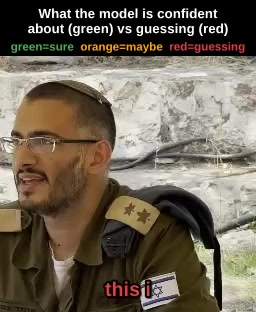 What the model is confident
about (green) vs guessing (red)
green=sure orange=maybe red=guessing
this i